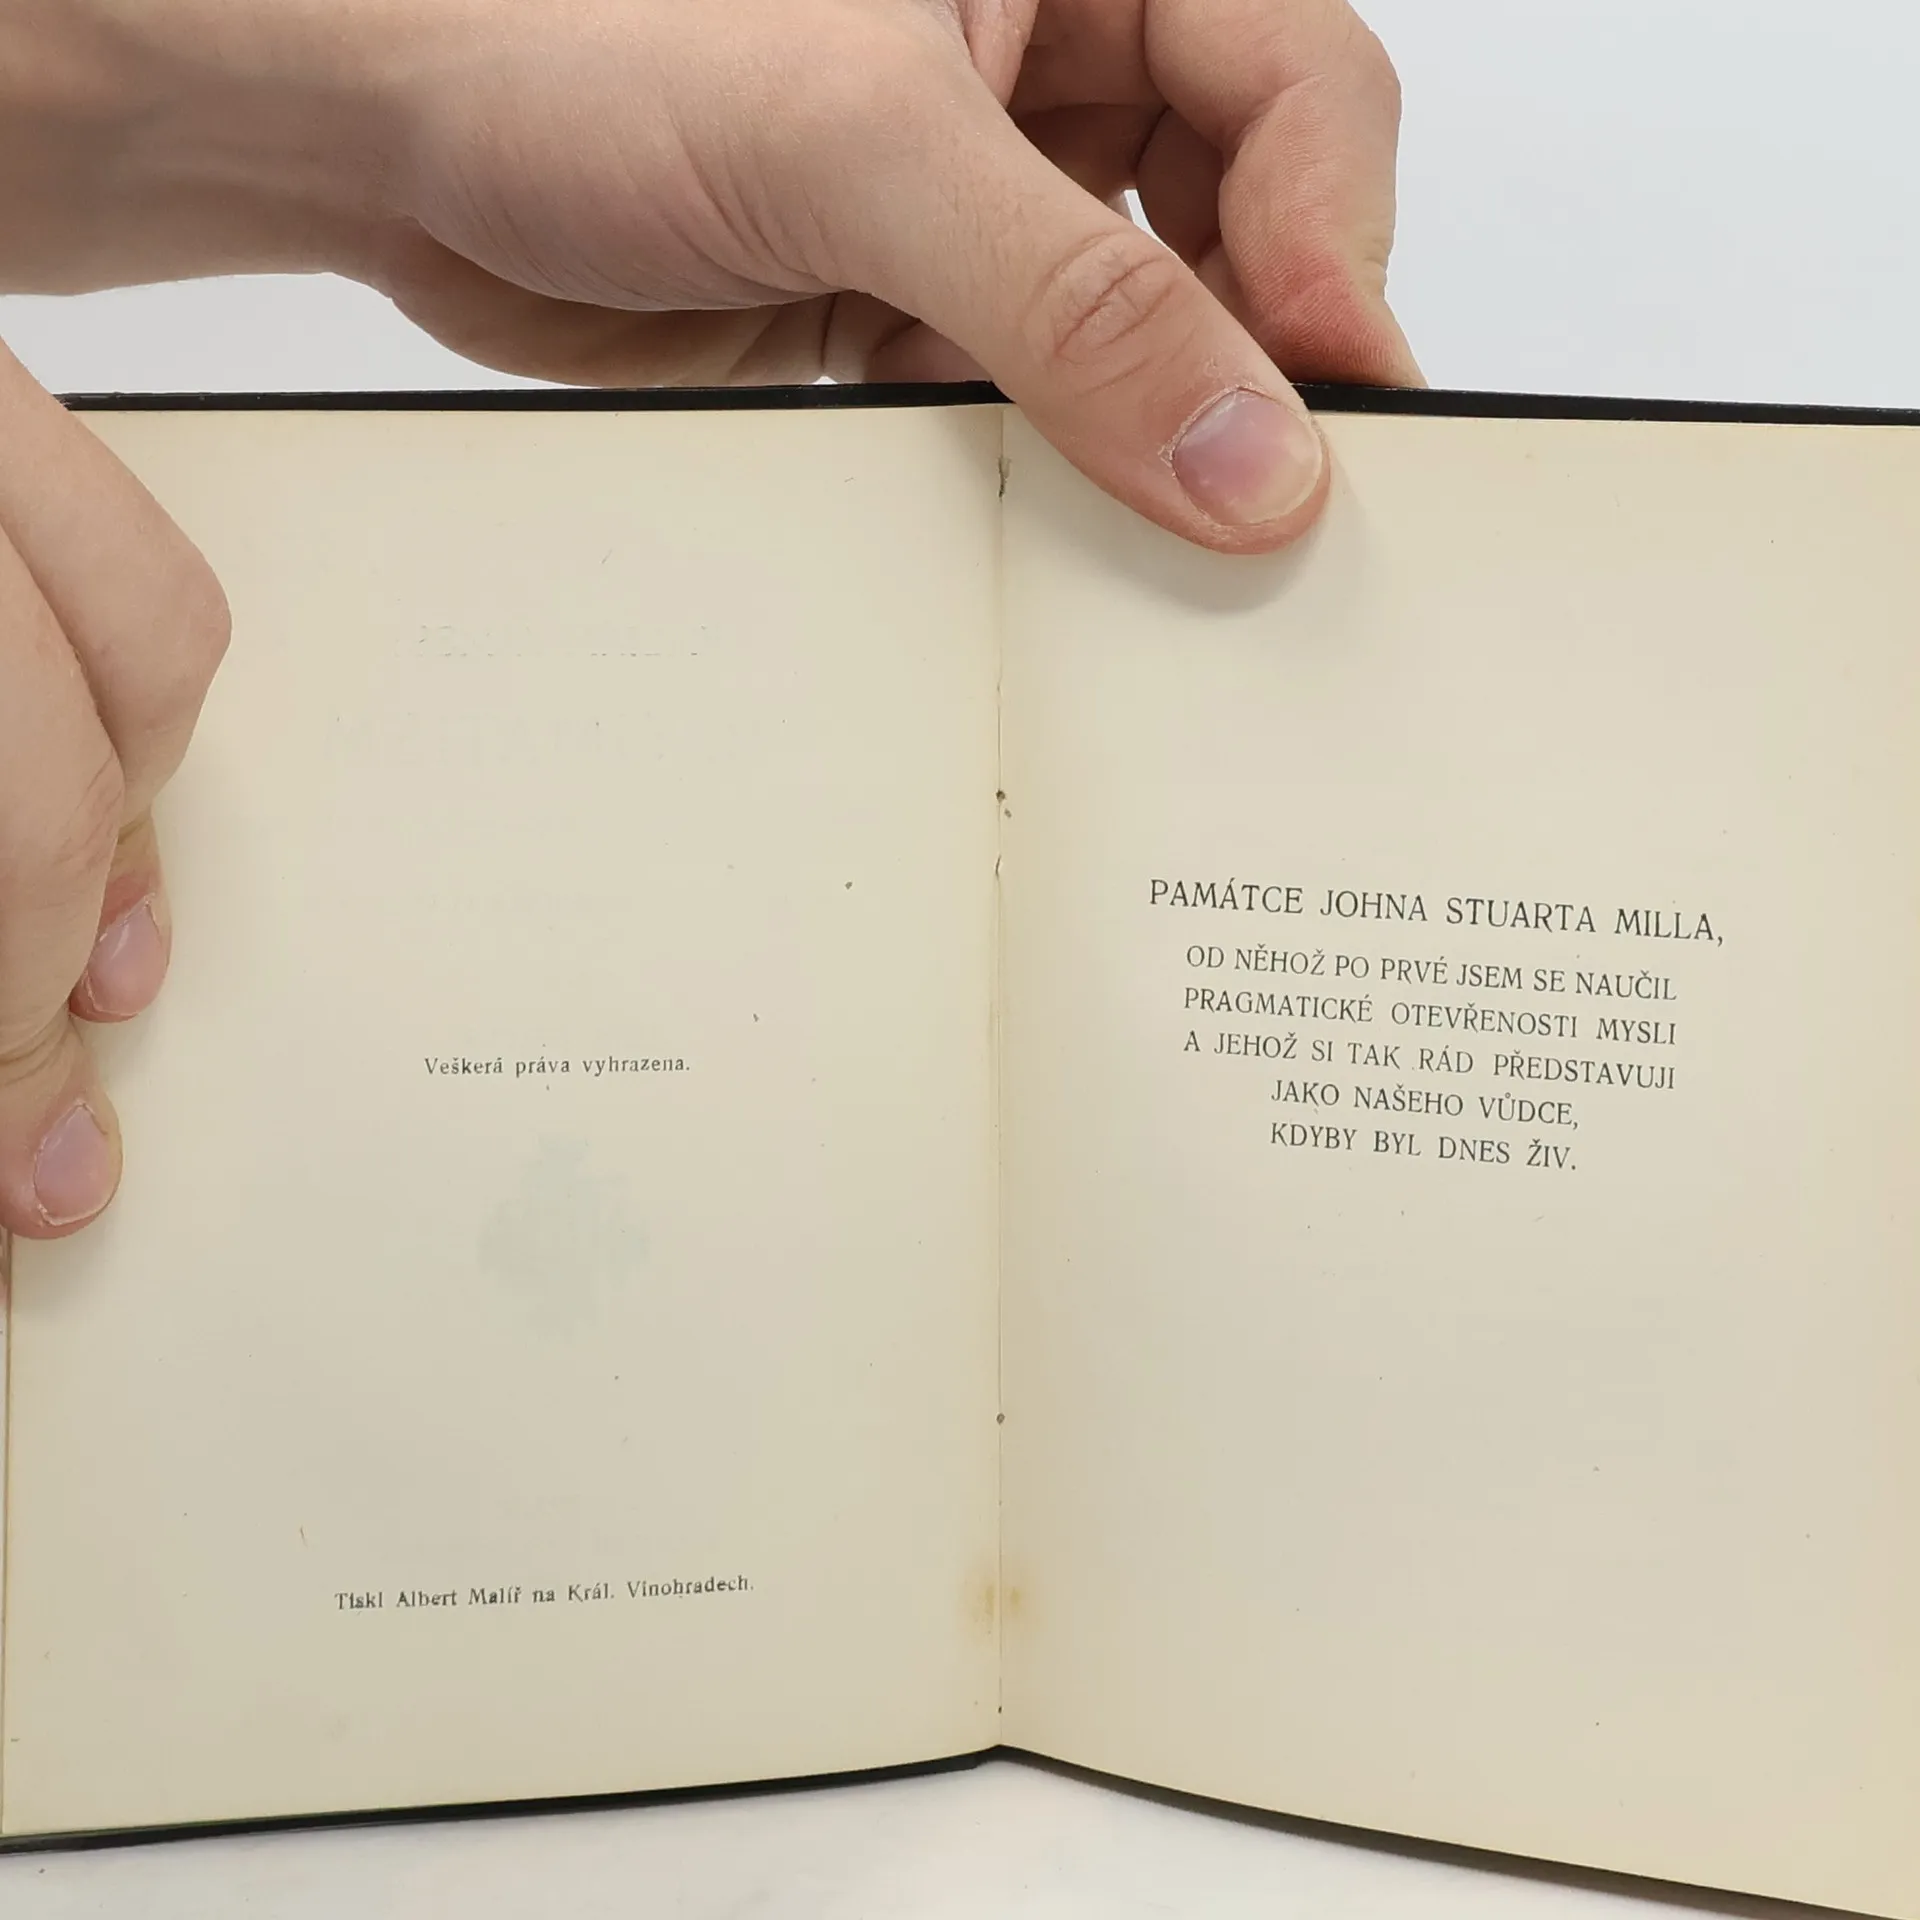 Veškerá práva vyhrazena.
Tiskl Albert Malíř na Král. Vinohradech.
PAMÁTCE JOHNA STUARTA MILLA,
OD NĚHOŽ PO PRVÉ JSEM SE NAUČIL
PRAGMATICKÉ OTEVŘENOSTI MYSLI
A JEHOŽ SI TAK RÁD PŘEDSTAVUJI
JAKO NAŠEHO VŮDCE,
KDYBY BYL DNES ŽIV.